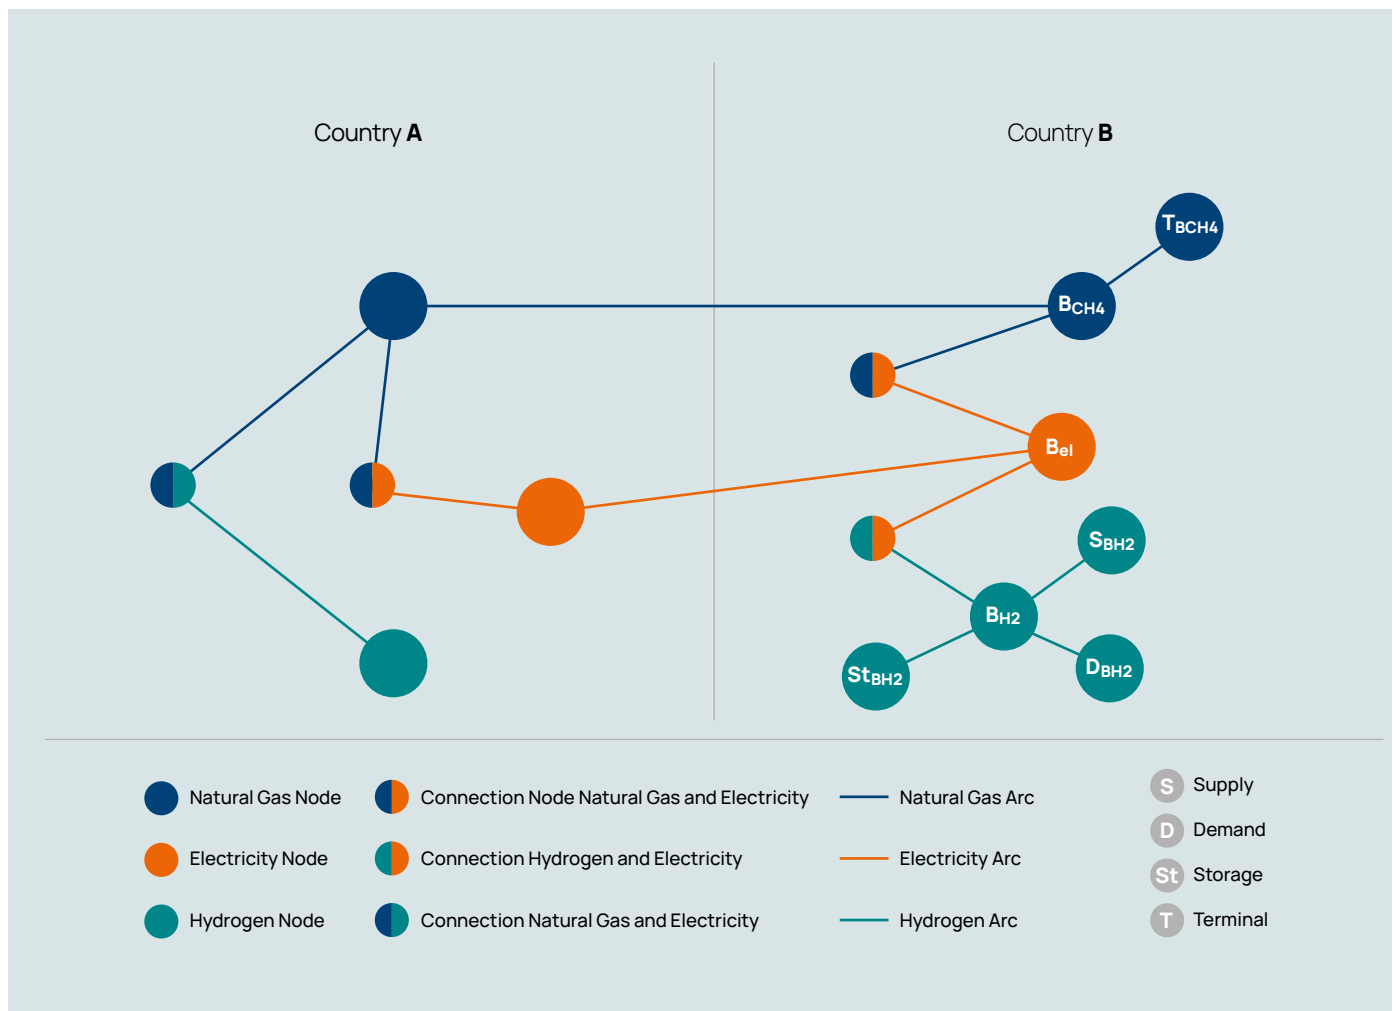 Country A
Country B
TBCH4
BCH4
Bel
SBH2
BH2
StBH2
DBH2
Natural Gas Node
Connection Node Natural Gas and Electricity
Natural Gas Arc
S Supply
D Demand
Electricity Node
Connection Hydrogen and Electricity
Electricity Arc
St Storage
Hydrogen Node
Connection Natural Gas and Electricity
Hydrogen Arc
T Terminal